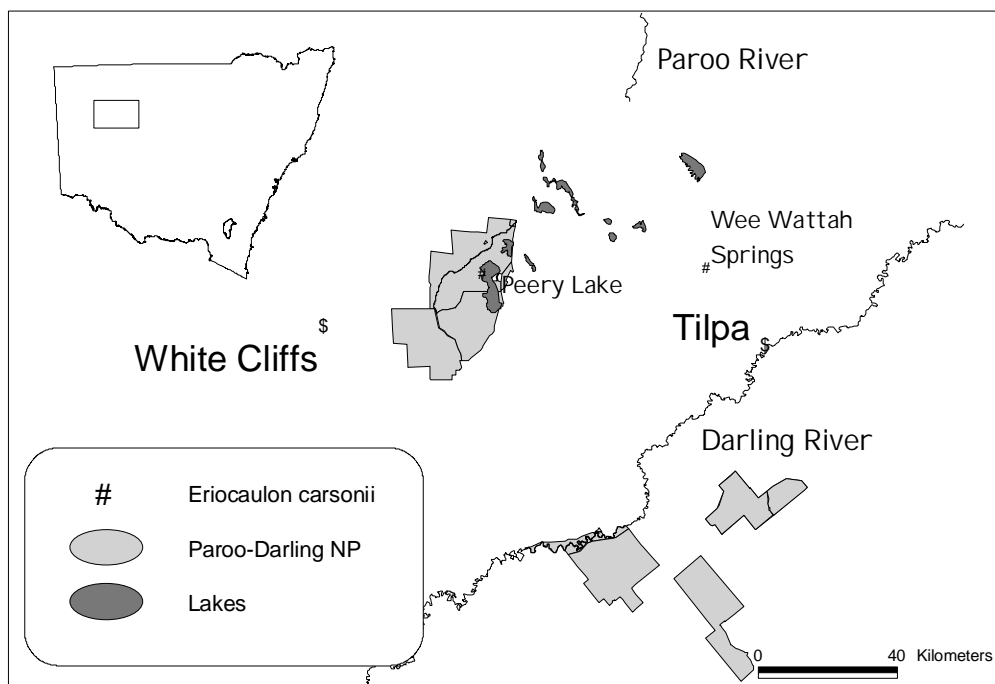 Paroo River
Wee Wattah
#
Springs
#
Peery Lake
$
Tilpa
$
White Cliffs
Darling River
# Eriocaulon carsonii
Paroo-Darling NP
Lakes
0 40 Kilometers